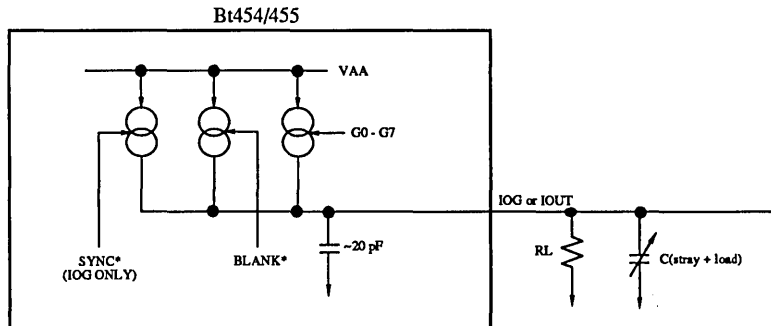 Bt454/455
VAA
G0 - G7
IOG or IOUT
SYNC*
(IOG ONLY)
BLANK*
~20 pF
RL
C(stray + load)